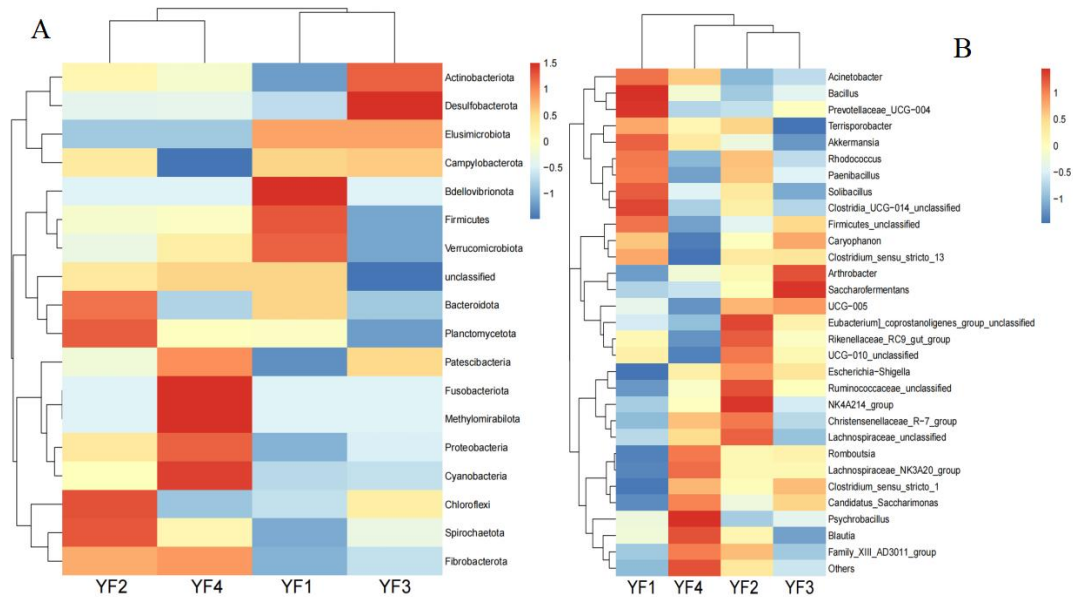 A
1.5
1
0.5
0
−0.5
−1
Actinobacteriota
Desulfobacterota
Elusimicrobiota
Campylobacterota
Bdellovibrionota
Firmicutes
Verrucomicrobiota
unclassified
Bacteroidota
Planctomycetota
Patescibacteria
Fusobacteriota
Methylomirabilota
Proteobacteria
Cyanobacteria
Chloroflexi
Spirochaetota
Fibrobacterota
YF2 YF4 YF1 YF3
B
1
0.5
0
−0.5
−1
Acinetobacter
Bacillus
Prevotellaceae_UCG−004
Terrisporobacter
Akkermansia
Rhodococcus
Paenibacillus
Solibacillus
Clostridia_UCG−014_unclassified
Firmicutes_unclassified
Caryophanon
Clostridium_sensu_stricto_13
Arthrobacter
Saccharofermentans
UCG−005
Eubacterium]_coprostanoligenes_group_unclassified
Rikenellaceae_RC9_gut_group
UCG−010_unclassified
Escherichia−Shigella
Ruminococcaceae_unclassified
NK4A214_group
Christensenellaceae_R−7_group
Lachnospiraceae_unclassified
Romboutsia
Lachnospiraceae_NK3A20_group
Clostridium_sensu_stricto_1
Candidatus_Saccharimonas
Psychrobacillus
Blautia
Family_XIII_AD3011_group
Others
YF1 YF4 YF2 YF3